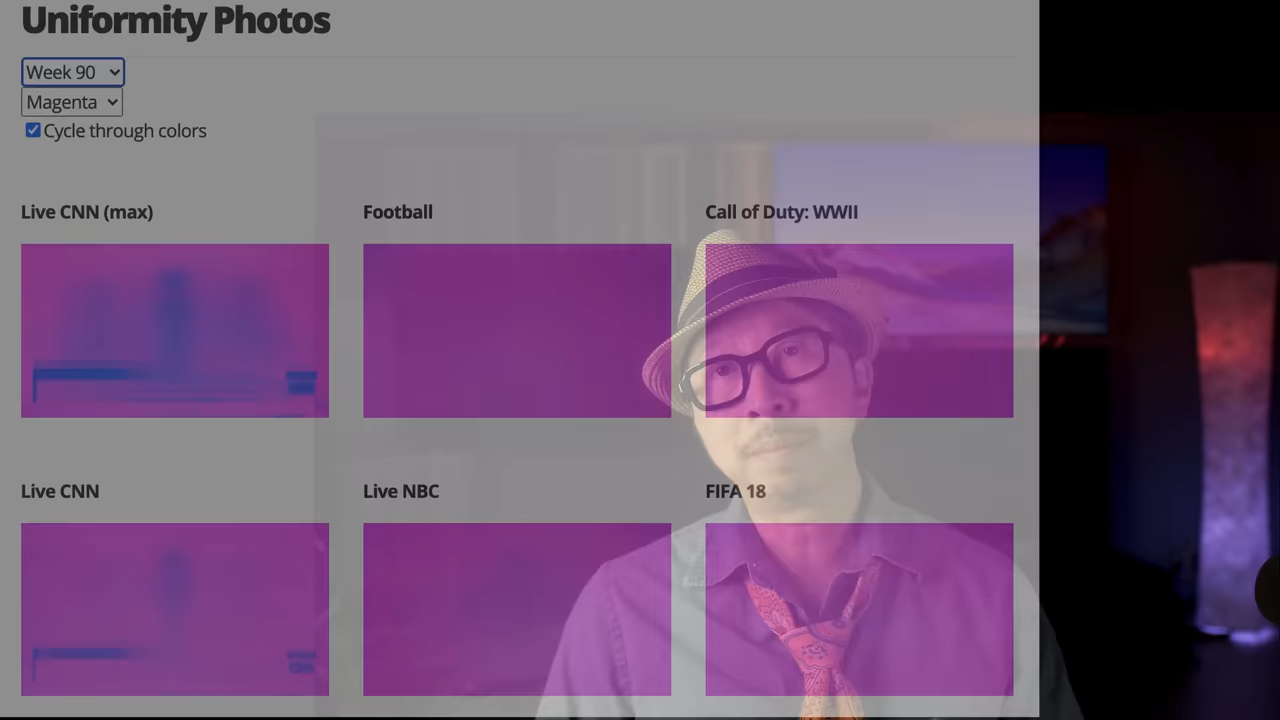 Uniformity Photos
Week 90
Magenta
Cycle through colors
Live CNN (max)
Football
Call of Duty: WWII
Live CNN
Live NBC
FIFA 18